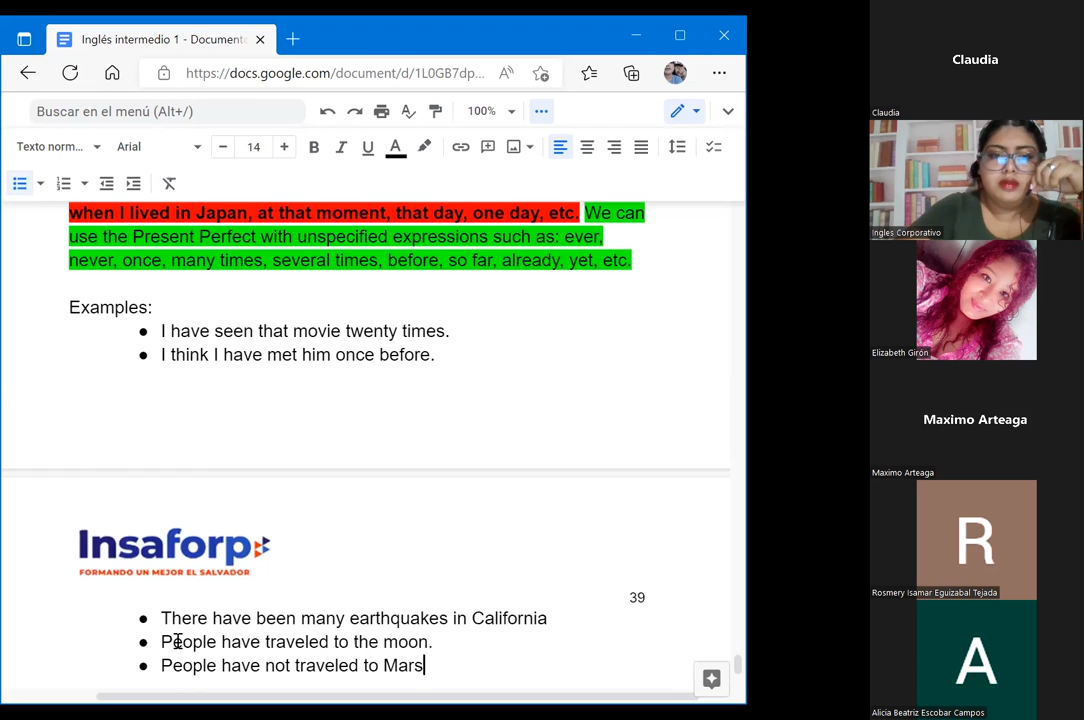 Inglés intermedio 1 - Documento
https://docs.google.com/document/d/1L0GB7dp...
Buscar en el menú (Alt+/)
100%
Texto norm...
Arial
14
when I lived in Japan, at that moment, that day, one day, etc. We can
use the Present Perfect with unspecified expressions such as: ever,
never, once, many times, several times, before, so far, already, yet, etc.
Examples:
● I have seen that movie twenty times.
● I think I have met him once before.
Insaforp
FORMANDO UN MEJOR EL SALVADOR
39
● There have been many earthquakes in California
● People have traveled to the moon.
● People have not traveled to Mars
Claudia
Claudia
Ingles Corporativo
Elizabeth Girón
Maximo Arteaga
Maximo Arteaga
R
Rosmery Isamar Eguizabal Tejada
A
Alicia Beatriz Escobar Campos